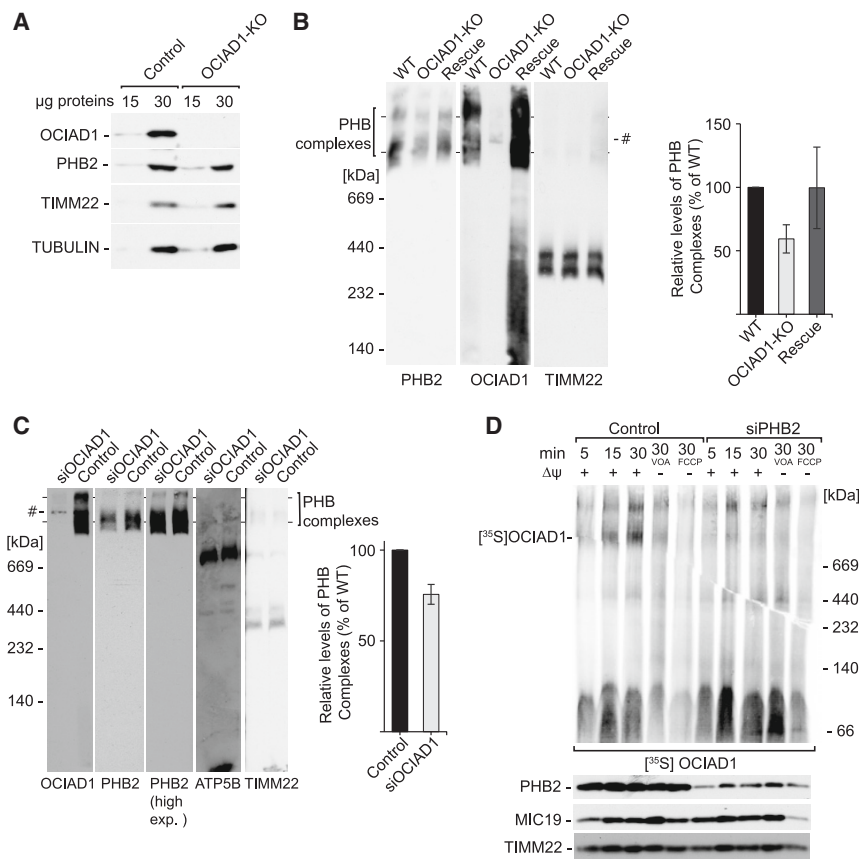 A
Control
OCIAD1-KO
µg proteins 15 30 15 30
OCIAD1
PHB2
TIMM22
TUBULIN
B
WT OCIAD1-KO Rescue WT OCIAD1-KO Rescue WT OCIAD1-KO Rescue
PHB
complexes
#
[kDa]
669
440
232
140
PHB2 OCIAD1 TIMM22
Relative levels of PHB
Complexes (% of WT)
150
100
50
WT OCIAD1-KO Rescue
C
siOCIAD1 Control siOCIAD1 Control siOCIAD1 Control siOCIAD1 Control siOCIAD1 Control
#
PHB
complexes
[kDa]
669
440
232
140
OCIAD1 PHB2 PHB2 ATP5B TIMM22
(high
exp. )
Relative levels of PHB
Complexes (% of WT)
100
50
Control siOCIAD1
D
Control siPHB2
min 5 15 30 30 30 5 15 30 30 30
VOA FCCP VOA FCCP
Δψ + + + - - + + + - -
[kDa]
[³⁵S]OCIAD1
669
440
232
140
66
[³⁵S] OCIAD1
PHB2
MIC19
TIMM22